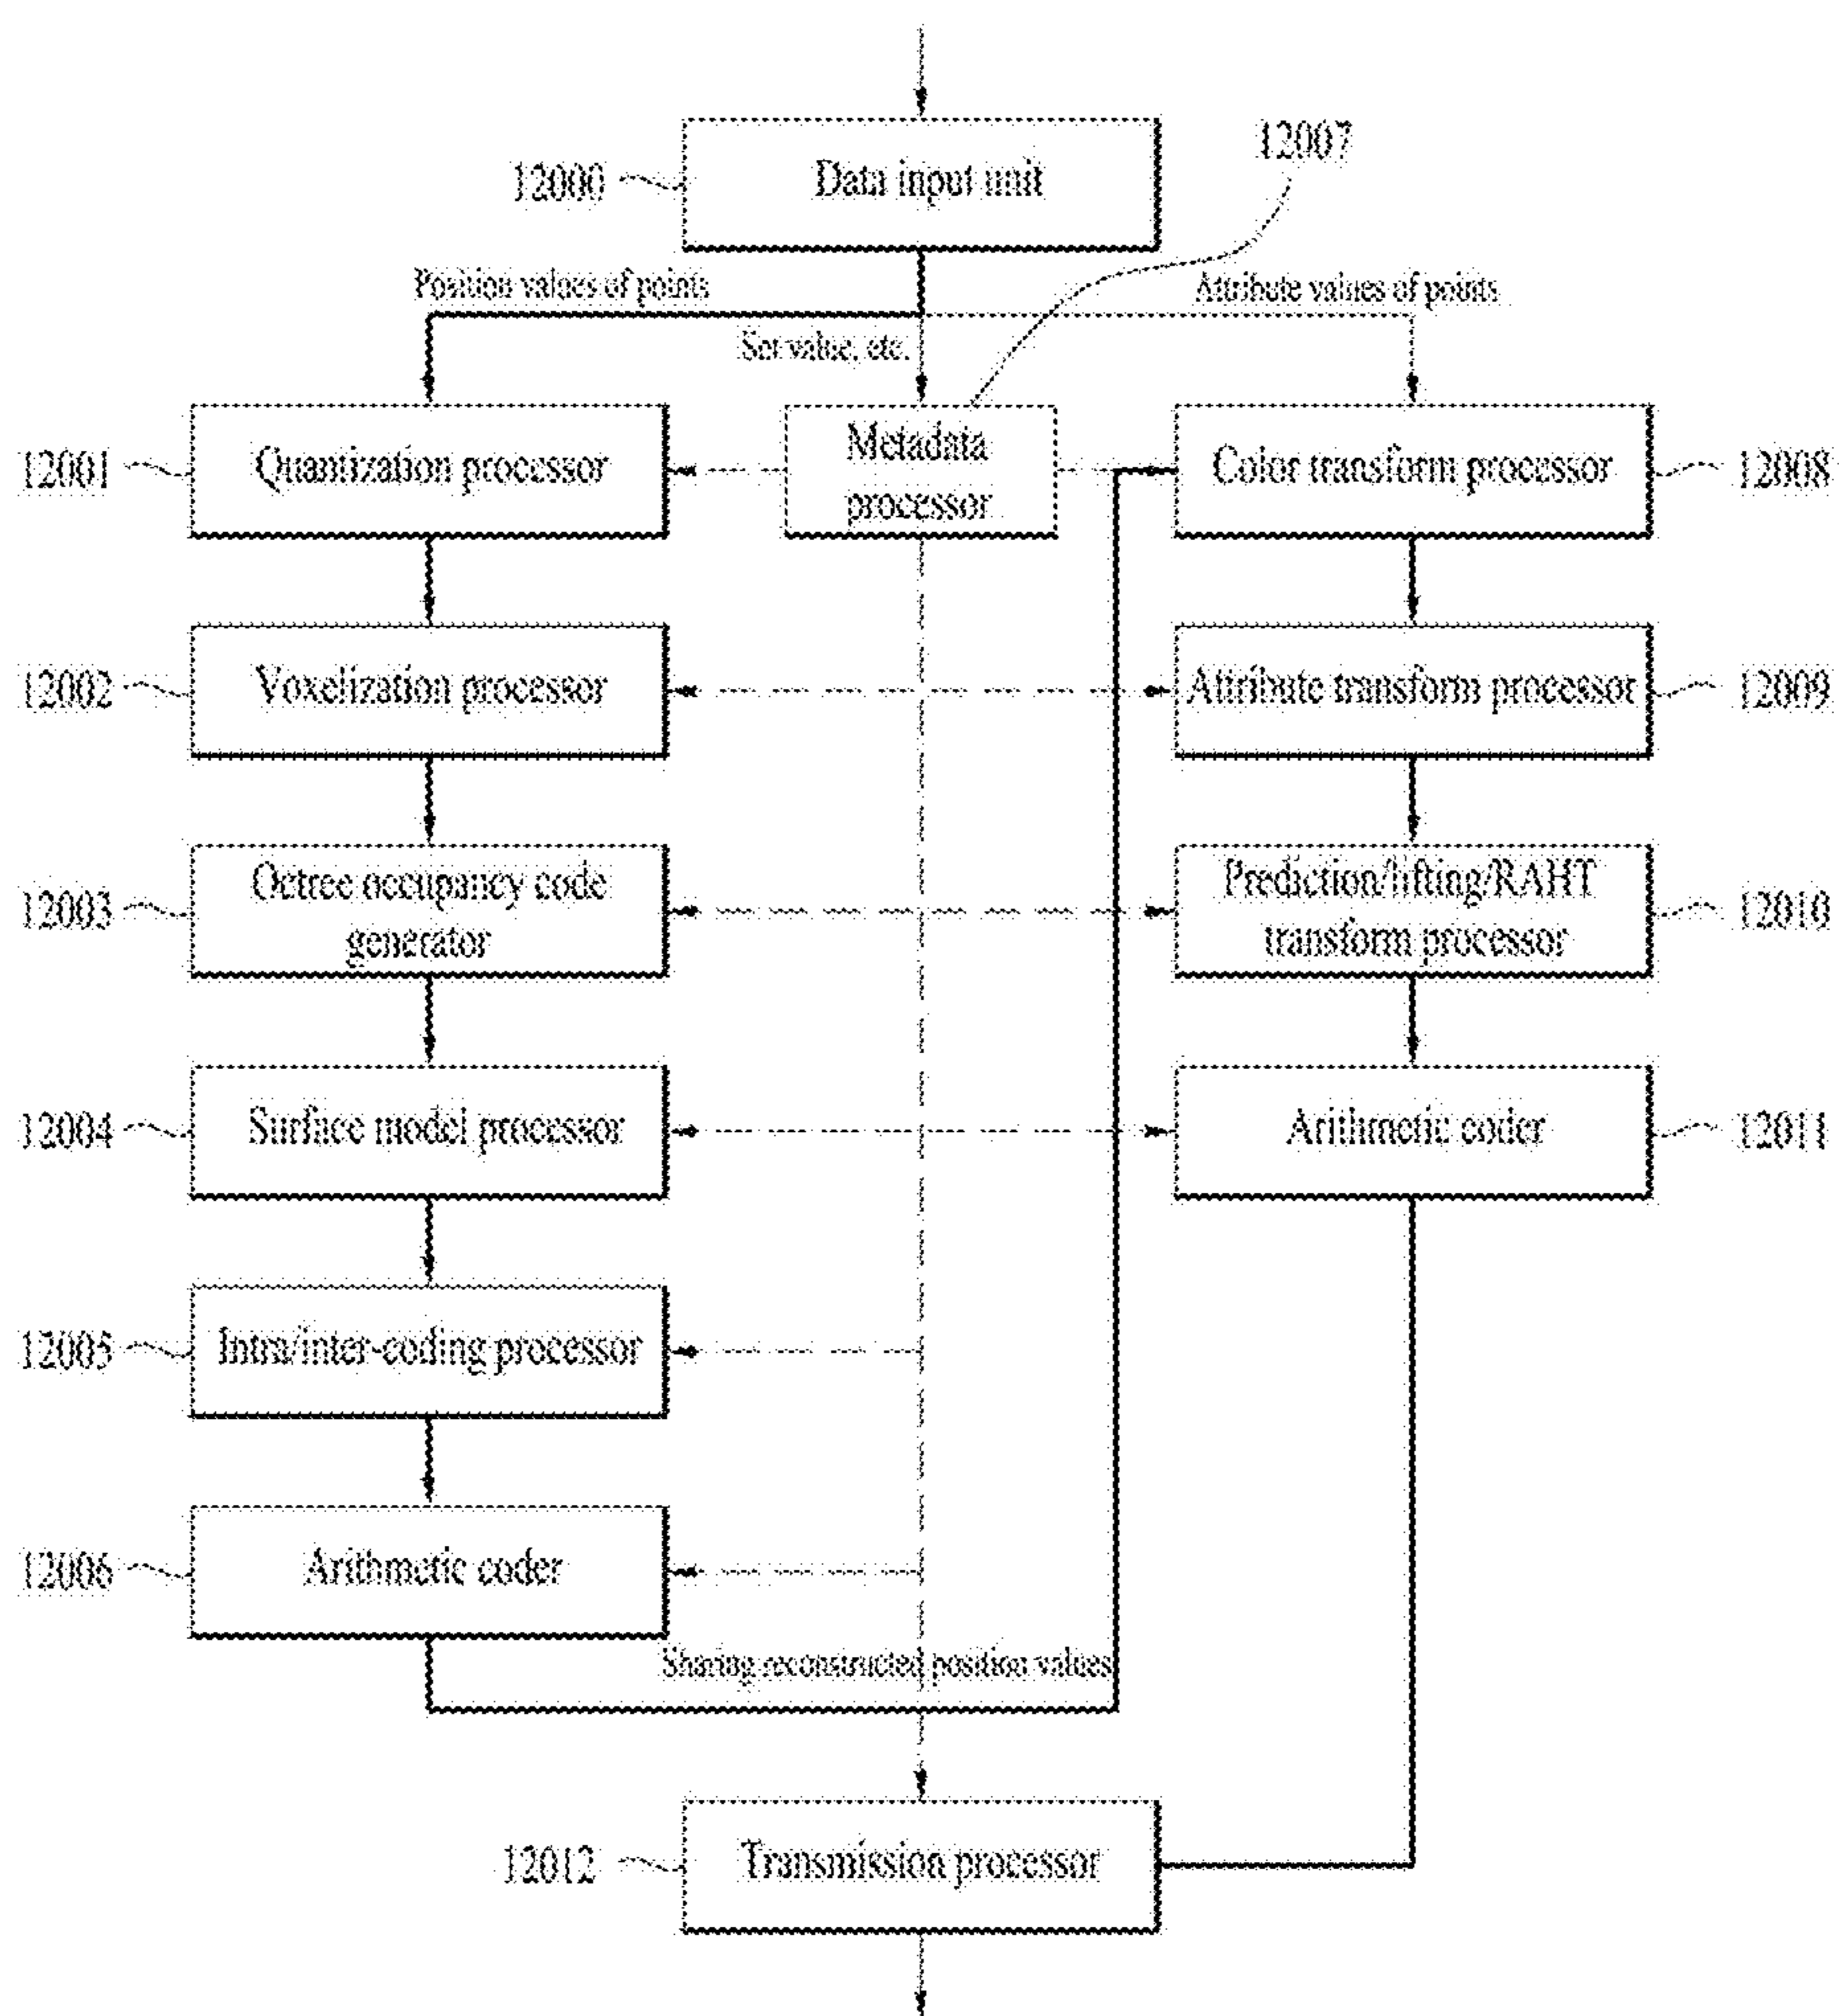 12007
12000
Data input unit
Position values of points
Attribute values of points
Set value, etc.
12001
Quantization processor
Metadata
processor
Color transform processor
12008
12002
Voxelization processor
Attribute transform processor
12009
12003
Octree occupancy code
generator
Prediction/lifting/RAHT
transform processor
12010
12004
Surface model processor
Arithmetic coder
12011
12005
Intra/inter-coding processor
12006
Arithmetic coder
Sharing reconstructed position values
12012
Transmission processor